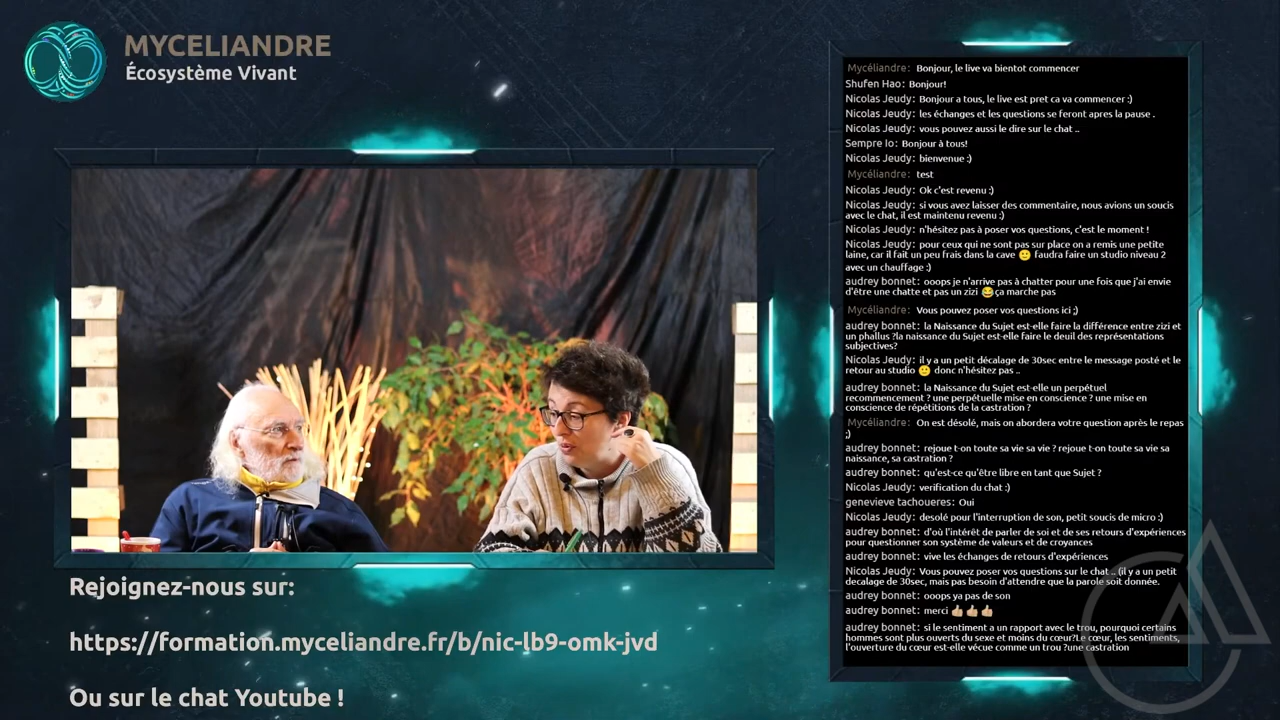 MYCELIANDRE
Écosystème Vivant
Mycéliandre: Bonjour, le live va bientot commencer
Shufen Hao: Bonjour!
Nicolas Jeudy: Bonjour a tous, le live est pret ca va commencer :)
Nicolas Jeudy: les échanges et les questions se feront apres la pause .
Nicolas Jeudy: vous pouvez aussi le dire sur le chat ..
Sempre Io: Bonjour à tous!
Nicolas Jeudy: bienvenue :)
Mycéliandre: test
Nicolas Jeudy: Ok c'est revenu :)
Nicolas Jeudy: si vous avez laisser des commentaire, nous avions un soucis
avec le chat, il est maintenu revenu :)
Nicolas Jeudy: n'hésitez pas à poser vos questions, c'est le moment !
Nicolas Jeudy: pour ceux qui ne sont pas sur place on a remis une petite
laine, car il fait un peu frais dans la cave 🙂 faudra faire un studio niveau 2
avec un chauffage :)
audrey bonnet: ooops je n'arrive pas à chatter pour une fois que j'ai envie
d'être une chatte et pas un zizi 😂ça marche pas
Mycéliandre: Vous pouvez poser vos questions ici ;)
audrey bonnet: la Naissance du Sujet est-elle faire la différence entre zizi et
un phallus ?la naissance du Sujet est-elle faire le deuil des représentations
subjectives?
Nicolas Jeudy: il y a un petit décalage de 30sec entre le message posté et le
retour au studio 🙂 donc n'hésitez pas ..
audrey bonnet: la Naissance du Sujet est-elle un perpétuel
recommencement ? une perpétuelle mise en conscience ? une mise en
conscience de répétitions de la castration ?
Mycéliandre: On est désolé, mais on abordera votre question après le repas
;)
audrey bonnet: rejoue t-on toute sa vie sa vie ? rejoue t-on toute sa vie sa
naissance, sa castration ?
audrey bonnet: qu'est-ce qu'être libre en tant que Sujet ?
Nicolas Jeudy: verification du chat :)
genevieve tachoueres: Oui
Nicolas Jeudy: desolé pour l'interruption de son, petit soucis de micro :)
audrey bonnet: d'où l'intérêt de parler de soi et de ses retours d'expériences
pour questionner son système de valeurs et de croyances
audrey bonnet: vive les échanges de retours d'expériences
Nicolas Jeudy: Vous pouvez poser vos questions sur le chat .. (il y a un petit
decalage de 30sec, mais pas besoin d'attendre que la parole soit donnée.
audrey bonnet: ooops ya pas de son
audrey bonnet: merci 👍🏼👍🏼👍🏼
audrey bonnet: si le sentiment a un rapport avec le trou, pourquoi certains
hommes sont plus ouverts du sexe et moins du cœur?Le cœur, les sentiments,
l'ouverture du cœur est-elle vécue comme un trou ?une castration
Rejoignez-nous sur:
https://formation.myceliandre.fr/b/nic-lb9-omk-jvd
Ou sur le chat Youtube !